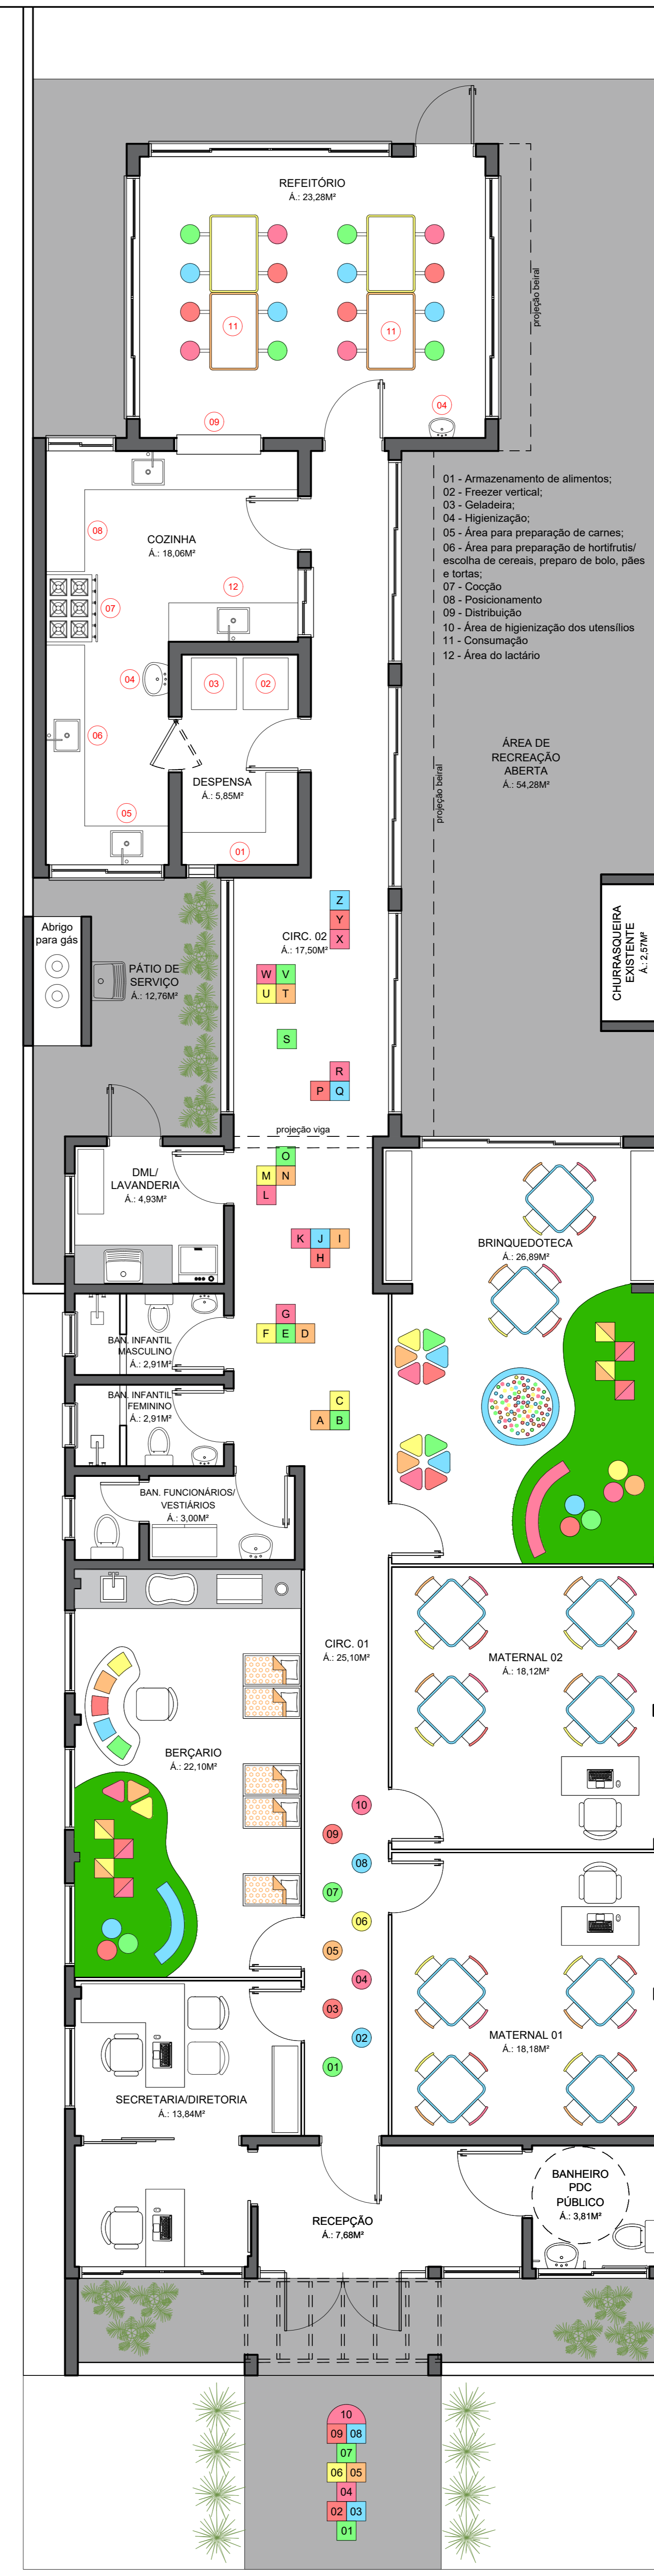 REFEITÓRIO
Á.: 23,28M²
11
11
09
04
projeção beiral
01 - Armazenamento de alimentos;
02 - Freezer vertical;
03 - Geladeira;
04 - Higienização;
05 - Área para preparação de carnes;
06 - Área para preparação de hortifrutis/
escolha de cereais, preparo de bolo, pães
e tortas;
07 - Cocção
08 - Posicionamento
09 - Distribuição
10 - Área de higienização dos utensílios
11 - Consumação
12 - Área do lactário
08
COZINHA
Á.: 18,06M²
07
12
04
03
02
06
DESPENSA
Á.: 5,85M²
05
01
projeção beiral
ÁREA DE
RECREAÇÃO
ABERTA
Á.: 54,28M²
CHURRASQUEIRA
EXISTENTE
Á.: 2,57M²
Abrigo
para gás
PÁTIO DE
SERVIÇO
Á.: 12,76M²
Z
Y
X
CIRC. 02
Á.: 17,50M²
W V
U T
S
R
P Q
projeção viga
O
M N
L
K J I
H
G
F E D
C
A B
DML/
LAVANDERIA
Á.: 4,93M²
BRINQUEDOTECA
Á.: 26,89M²
BAN. INFANTIL
MASCULINO
Á.: 2,91M²
BAN. INFANTIL
FEMININO
Á.: 2,91M²
BAN. FUNCIONÁRIOS/
VESTIÁRIOS
Á.: 3,00M²
CIRC. 01
Á.: 25,10M²
MATERNAL 02
Á.: 18,12M²
BERÇARIO
Á.: 22,10M²
10
09
08
07
06
05
04
03
02
01
MATERNAL 01
Á.: 18,18M²
SECRETARIA/DIRETORIA
Á.: 13,84M²
RECEPÇÃO
Á.: 7,68M²
BANHEIRO
PDC
PÚBLICO
Á.: 3,81M²
10
09 08
07
06 05
04
02 03
01